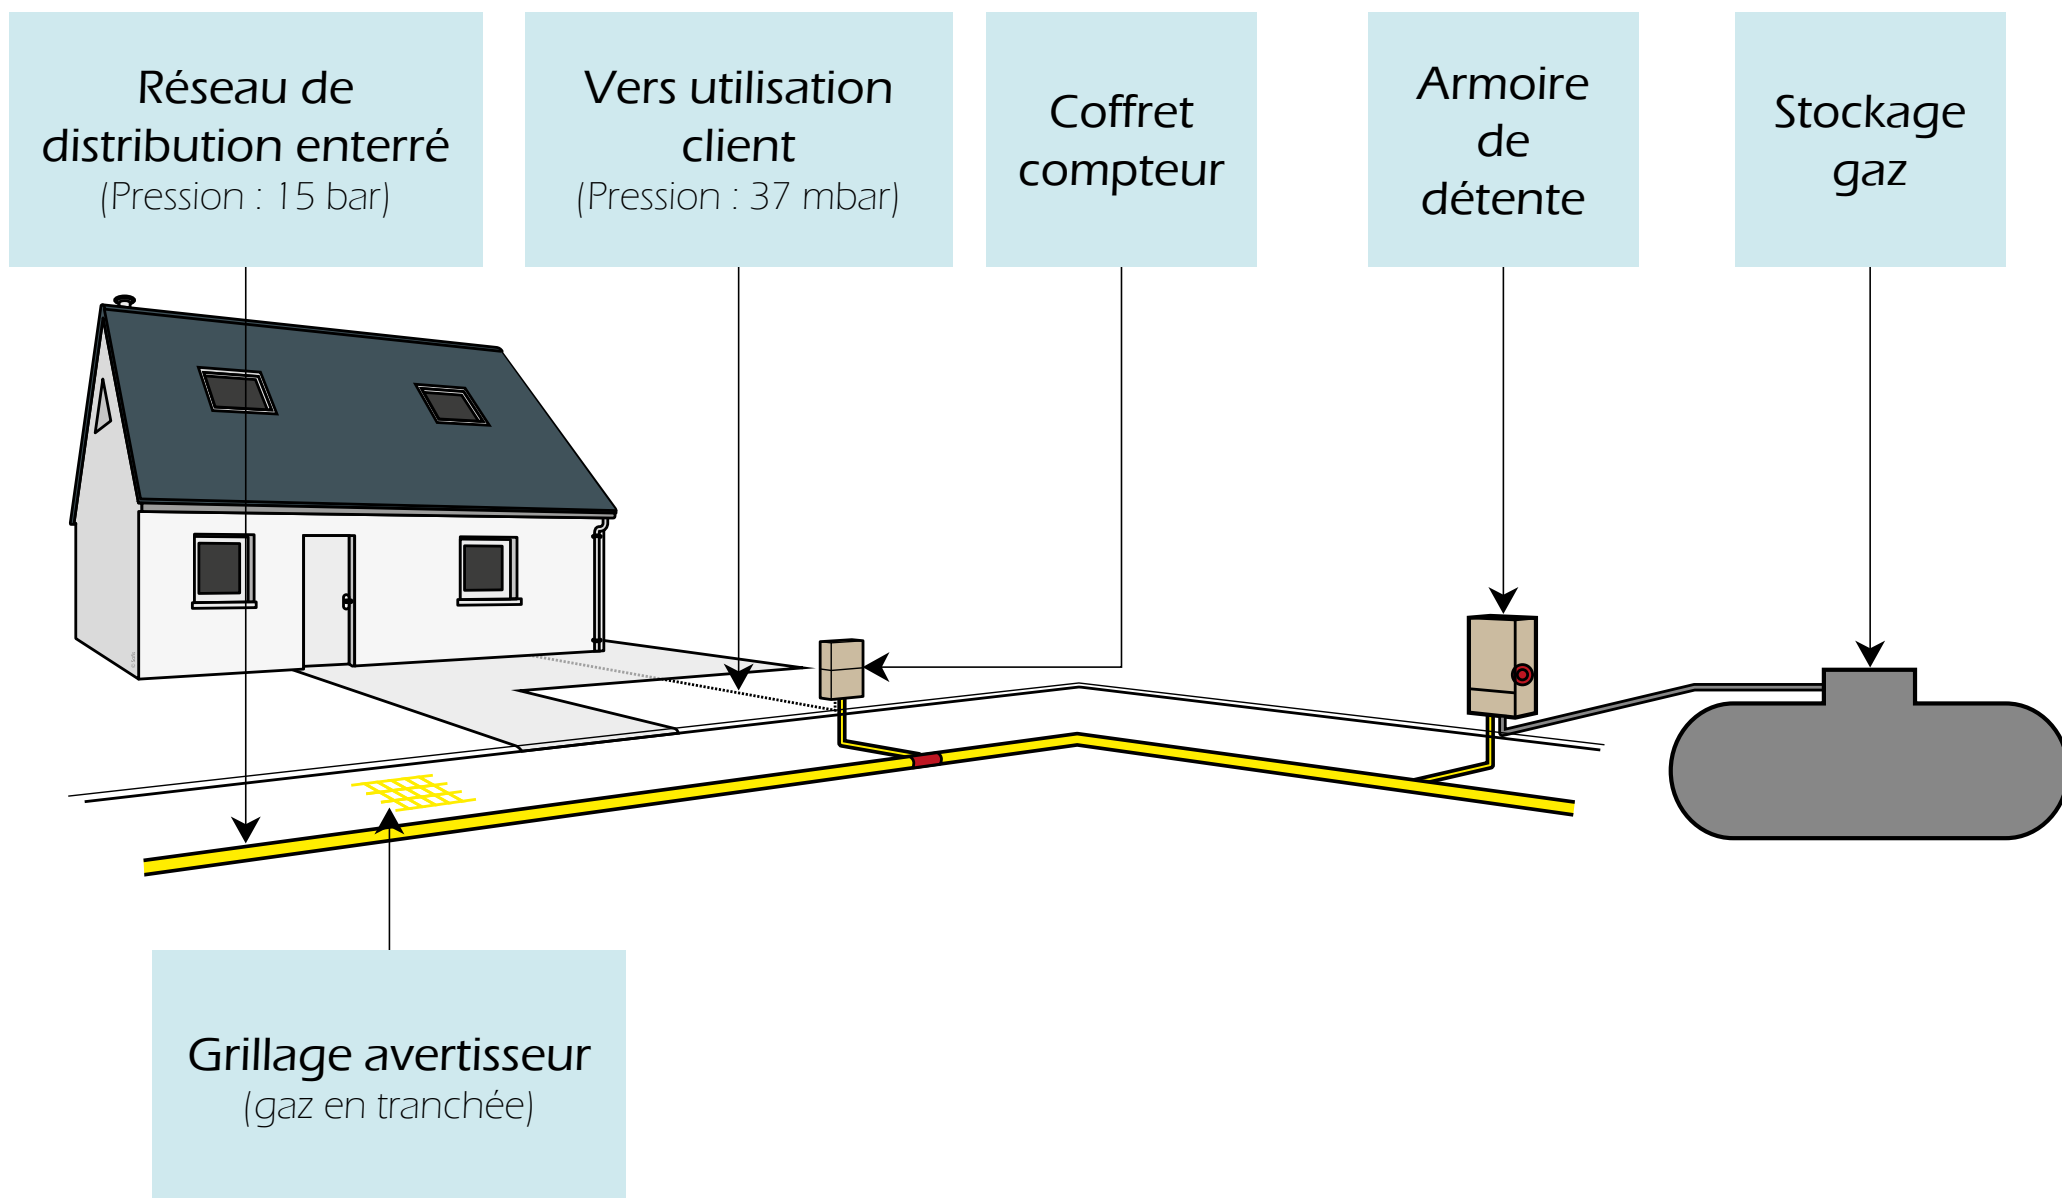 Réseau de
distribution enterré
(Pression : 15 bar)
Vers utilisation
client
(Pression : 37 mbar)
Coffret
compteur
Armoire
de
détente
Stockage
gaz
Grillage avertisseur
(gaz en tranchée)